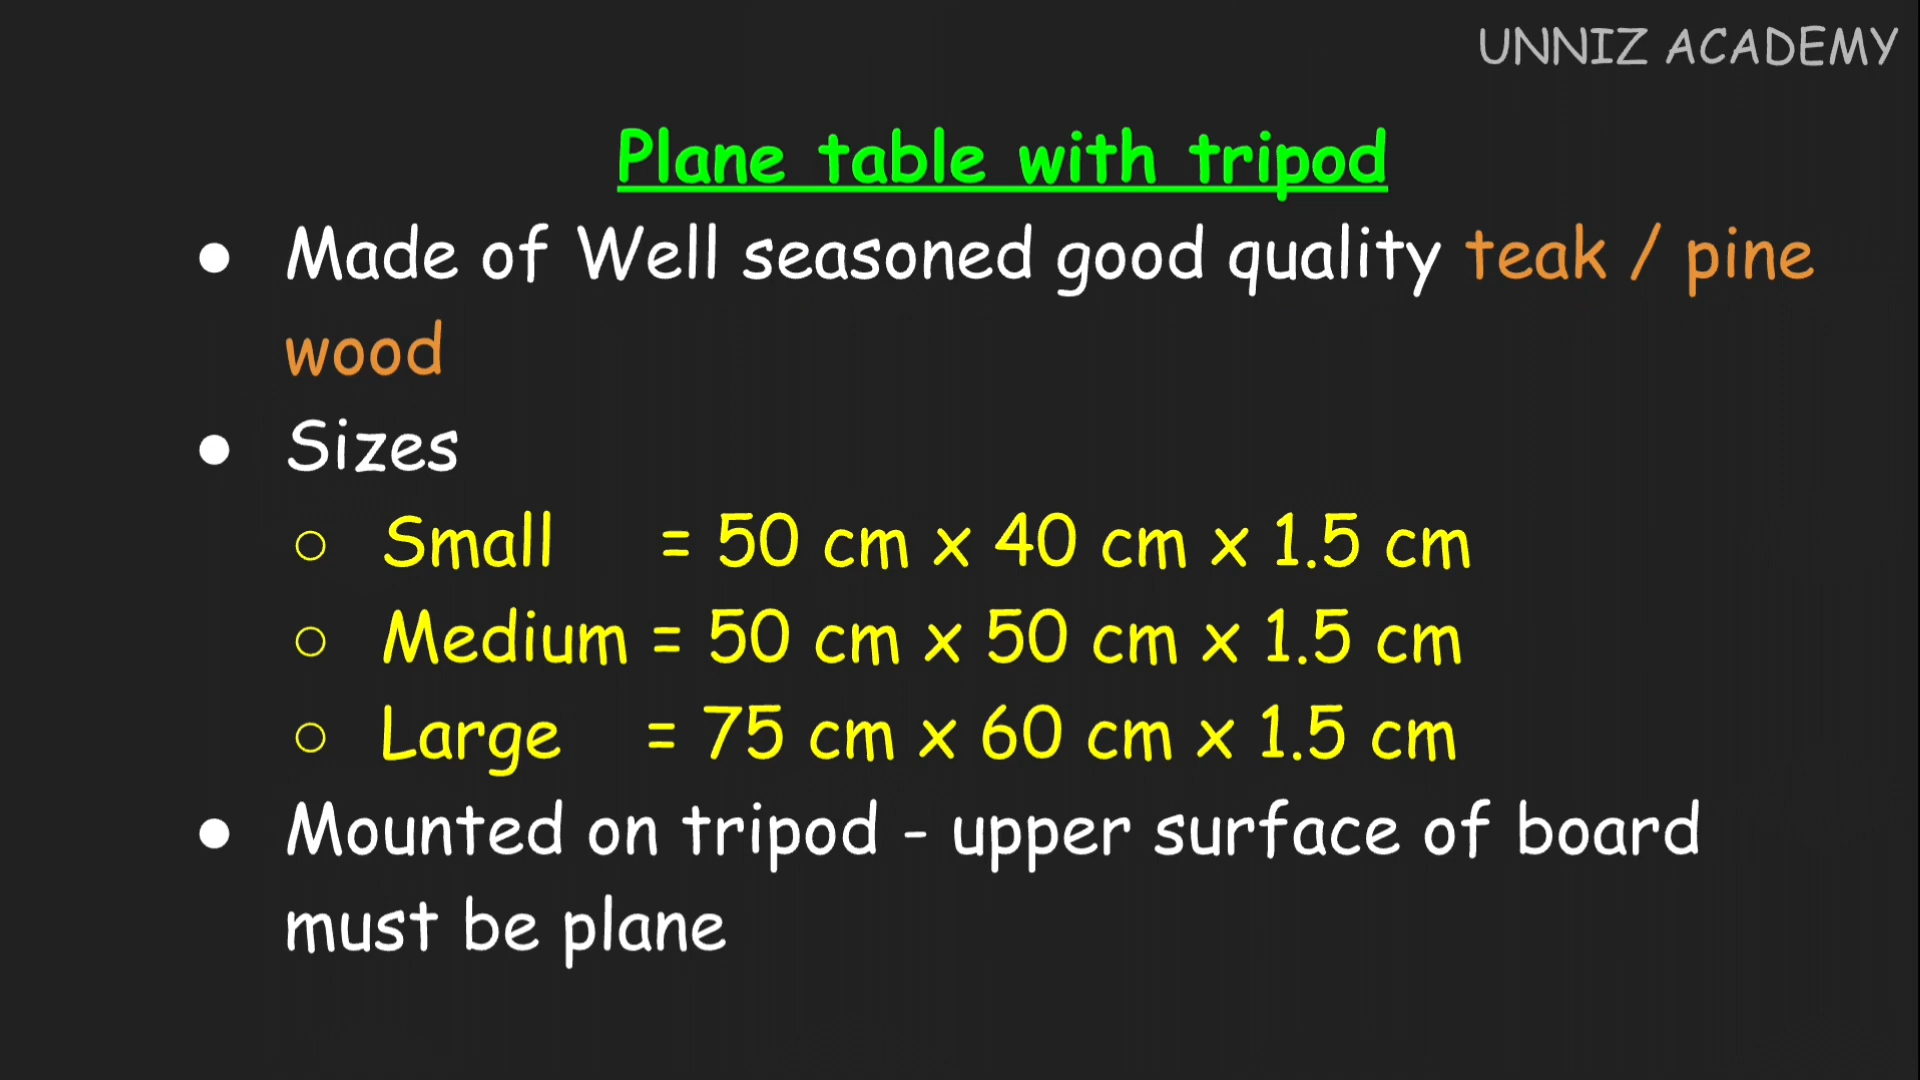 UNNIZ ACADEMY
Plane table with tripod
● Made of Well seasoned good quality teak / pine
wood
● Sizes
○ Small = 50 cm x 40 cm x 1.5 cm
○ Medium = 50 cm x 50 cm x 1.5 cm
○ Large = 75 cm x 60 cm x 1.5 cm
● Mounted on tripod - upper surface of board
must be plane